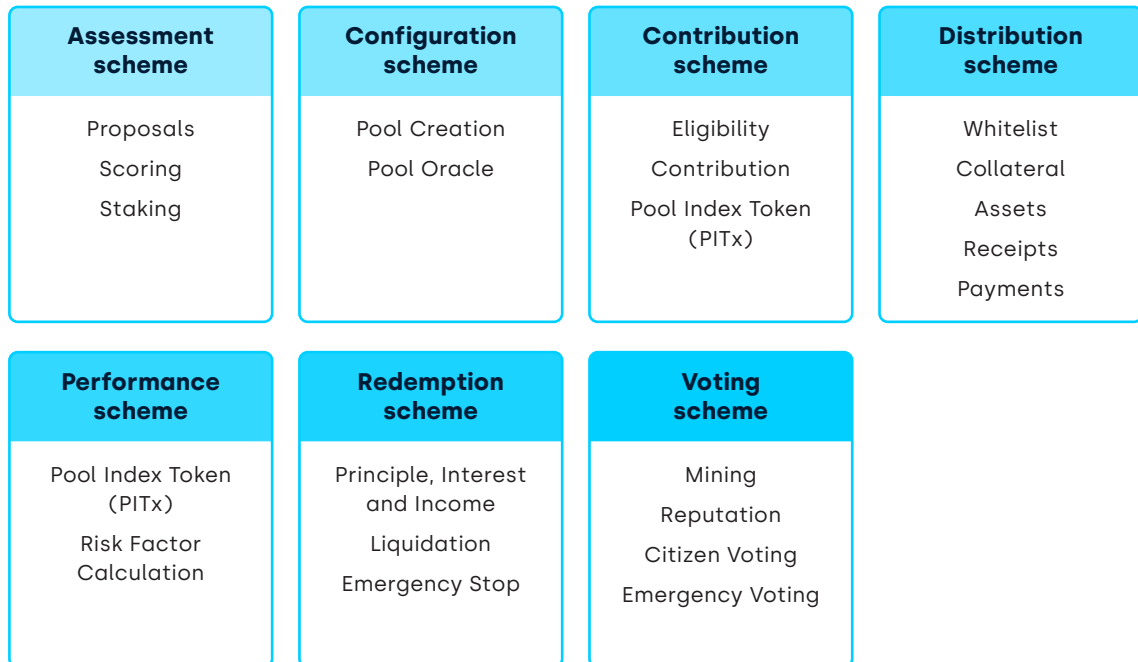 Assessment
scheme
Proposals
Scoring
Staking
Configuration
scheme
Pool Creation
Pool Oracle
Contribution
scheme
Eligibility
Contribution
Pool Index Token
(PITx)
Distribution
scheme
Whitelist
Collateral
Assets
Receipts
Payments
Performance
scheme
Pool Index Token
(PITx)
Risk Factor
Calculation
Redemption
scheme
Principle, Interest
and Income
Liquidation
Emergency Stop
Voting
scheme
Mining
Reputation
Citizen Voting
Emergency Voting